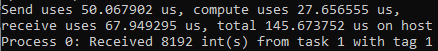 Send uses 50.067902 us, compute uses 27.656555 us,
receive uses 67.949295 us, total 145.673752 us on host
Process 0: Received 8192 int(s) from task 1 with tag 1